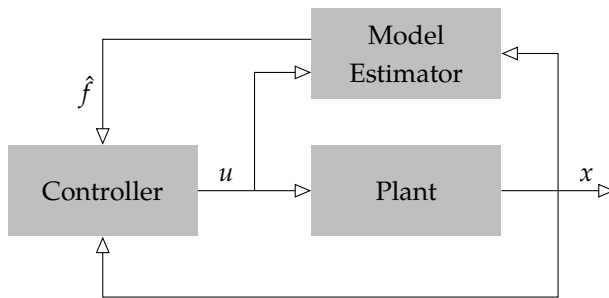 Model
Estimator
f̂
Controller
u
Plant
x